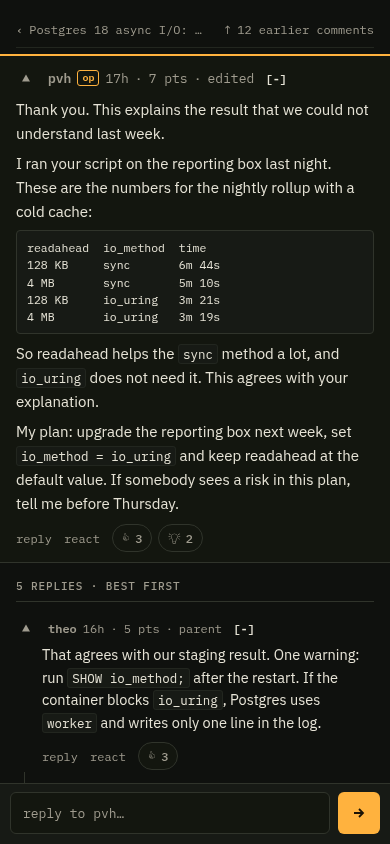 ‹ Postgres 18 async I/O: … ↑ 12 earlier comments
▲ pvh op 17h · 7 pts · edited [-]
Thank you. This explains the result that we could not
understand last week.
I ran your script on the reporting box last night.
These are the numbers for the nightly rollup with a
cold cache:
readahead io_method time
128 KB sync 6m 44s
4 MB sync 5m 10s
128 KB io_uring 3m 21s
4 MB io_uring 3m 19s
So readahead helps the sync method a lot, and
io_uring does not need it. This agrees with your
explanation.
My plan: upgrade the reporting box next week, set
io_method = io_uring and keep readahead at the
default value. If somebody sees a risk in this plan,
tell me before Thursday.
reply react 👍 3 💡 2
5 REPLIES · BEST FIRST
▲ theo 16h · 5 pts · parent [-]
That agrees with our staging result. One warning:
run SHOW io_method; after the restart. If the
container blocks io_uring, Postgres uses
worker and writes only one line in the log.
reply react 👍 3
reply to pvh…
→